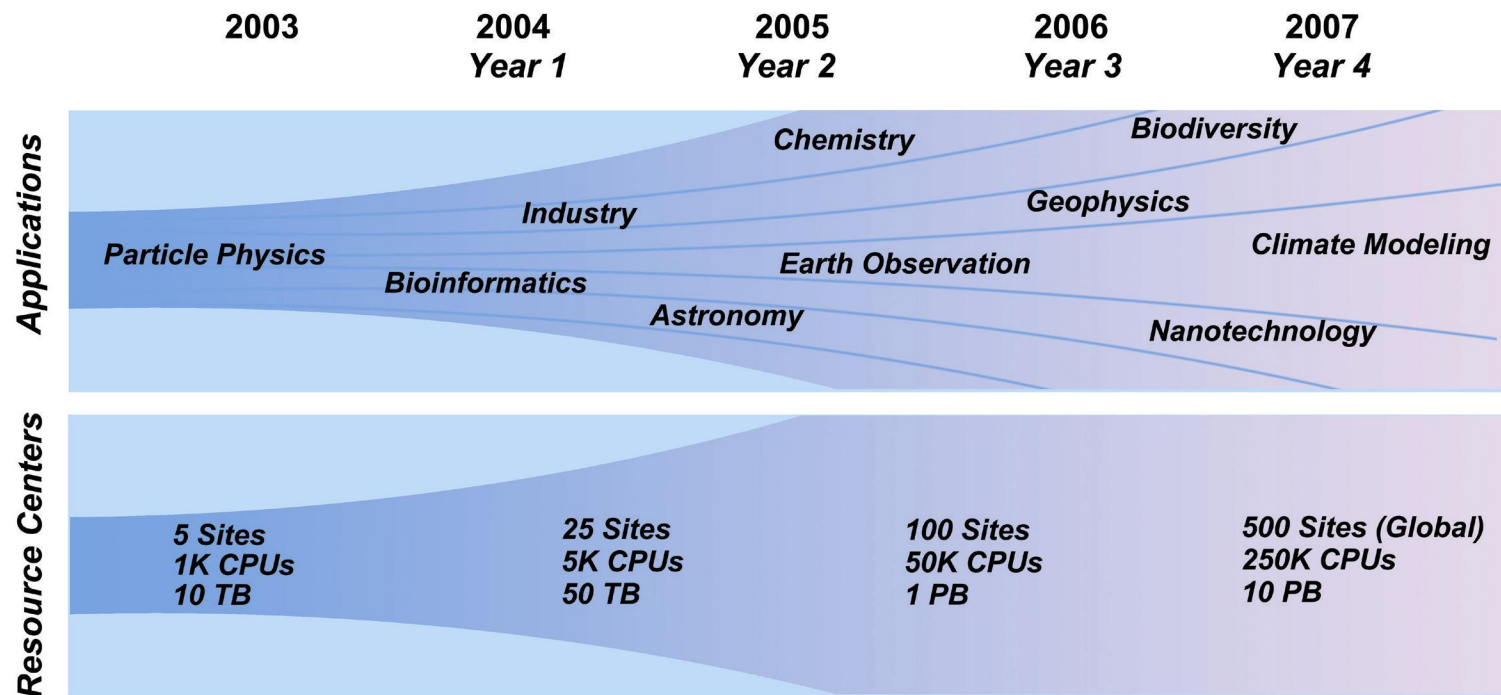 2003 2004 2005 2006 2007
Year 1 Year 2 Year 3 Year 4
Applications
Chemistry Biodiversity
Industry Geophysics
Particle Physics Earth Observation Climate Modeling
Bioinformatics
Astronomy Nanotechnology
Resource Centers
5 Sites 25 Sites 100 Sites 500 Sites (Global)
1K CPUs 5K CPUs 50K CPUs 250K CPUs
10 TB 50 TB 1 PB 10 PB